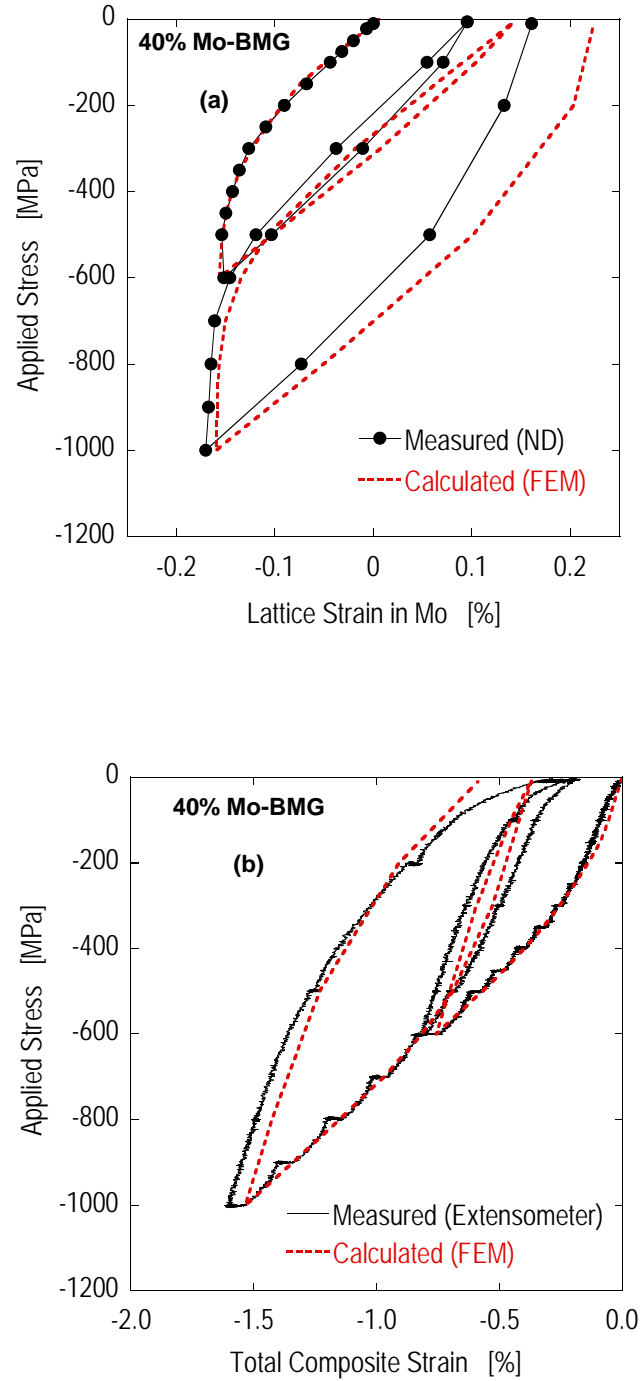 0
-200
-400
-600
-800
-1000
-1200
Applied Stress [MPa]
40% Mo-BMG
(a)
Measured (ND)
Calculated (FEM)
-0.2 -0.1 0 0.1 0.2
Lattice Strain in Mo [%]
0
-200
-400
-600
-800
-1000
-1200
Applied Stress [MPa]
40% Mo-BMG
(b)
Measured (Extensometer)
Calculated (FEM)
-2.0 -1.5 -1.0 -0.5 0.0
Total Composite Strain [%]